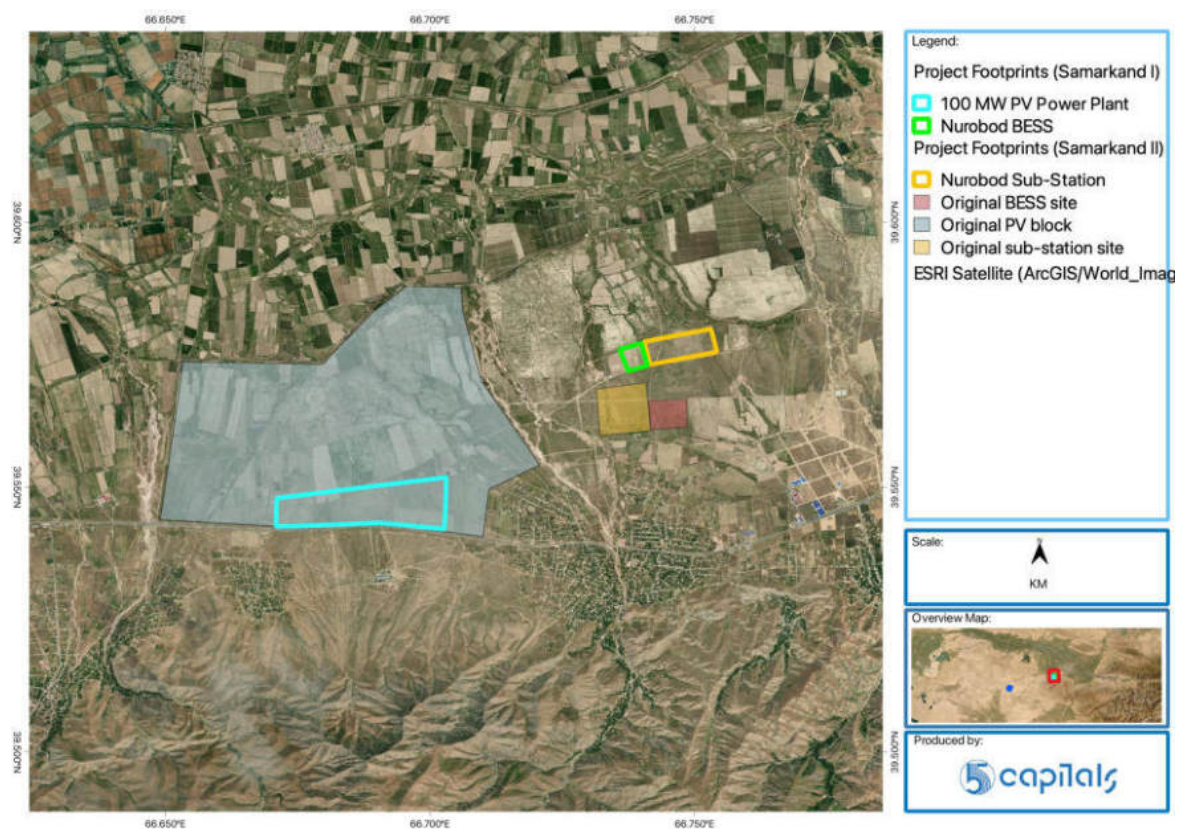 66.650°E
66.700°E
66.750°E
39.600°N
39.550°N
39.500°N
39.600°N
39.550°N
39.500°N
66.650°E
66.700°E
66.750°E
Legend:
Project Footprints (Samarkand I)
100 MW PV Power Plant
Nurobod BESS
Project Footprints (Samarkand II)
Nurobod Sub-Station
Original BESS site
Original PV block
Original sub-station site
ESRI Satellite (ArcGIS/World_Imag
Scale:
N
KM
Overview Map:
Produced by:
5 capitals